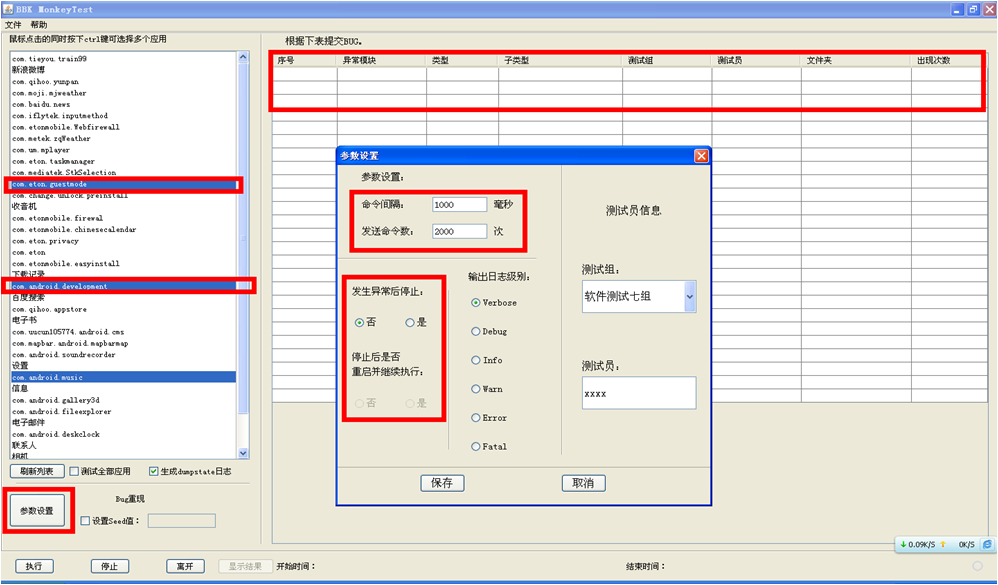 BBK MonkeyTest
文件 帮助
鼠标点击的同时按下ctrl键可选择多个应用
com.tieyou.train99
新浪微博
com.qihoo.yunpan
com.moji.mjweather
com.baidu.news
com.iflytek.inputmethod
com.etonmobile.Webfirewall
com.metek.zqWeather
com.um.mplayer
com.eton.taskmanager
com.mediatek.StkSelection
com.eton.guestmode
com.change.unlock.preinstall
收音机
com.etonmobile.firewal
com.etonmobile.chinesecalendar
com.eton.privacy
com.eton
com.etonmobile.easyinstall
下载记录
com.android.development
百度搜索
com.qihoo.appstore
电子书
com.uucun105774.android.cms
com.mapbar.android.mapbarmap
com.android.soundrecorder
设置
com.android.music
信息
com.android.gallery3d
com.android.fileexplorer
电子邮件
com.android.deskclock
联系人
相机
刷新列表 测试全部应用 生成dumpstate日志
参数设置
Bug重现
设置Seed值：
执行 停止 离开 显示结果 开始时间： 结束时间：
根据下表提交BUG。
序号 异常模块 类型 子类型 测试组 测试员 文件夹 出现次数
参数设置
参数设置：
命令间隔： 1000 毫秒
发送命令数： 2000 次
发生异常后停止：
否 是
停止后是否
重启并继续执行：
否 是
输出日志级别：
Verbose
Debug
Info
Warn
Error
Fatal
测试员信息
测试组：
软件测试七组
测试员：
xxxx
保存 取消
0.09K/S 0K/S